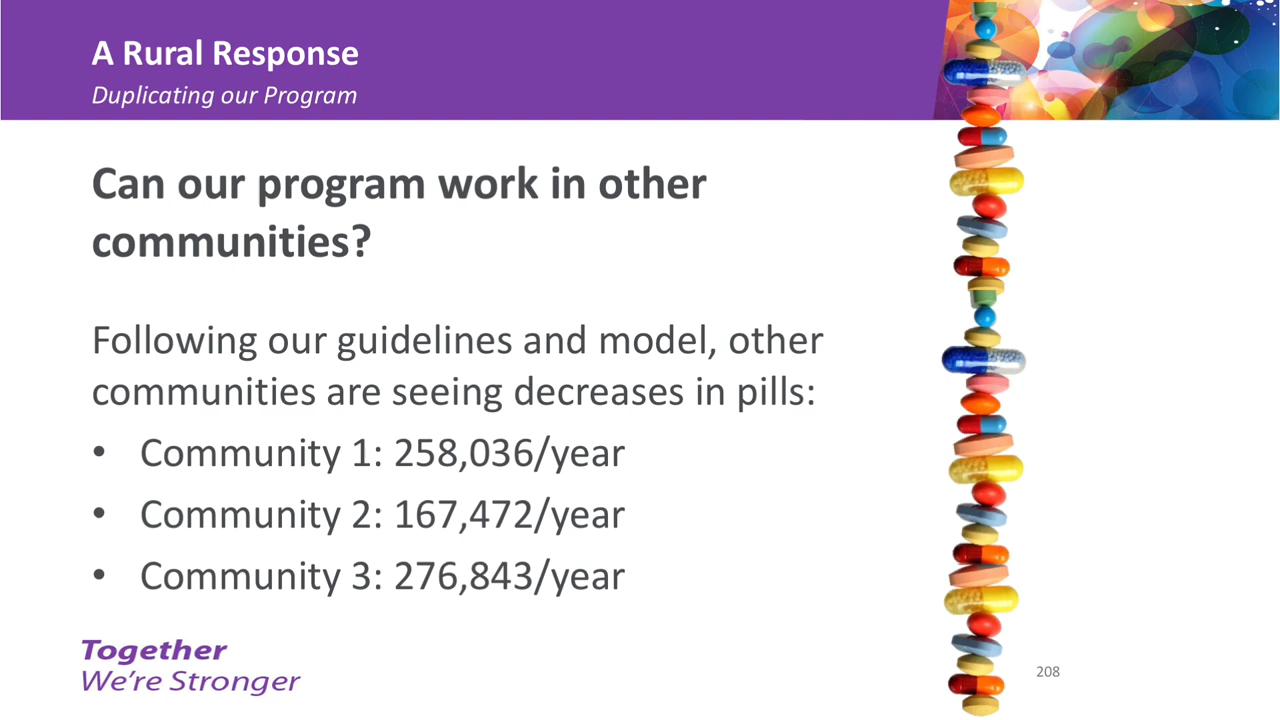 A Rural Response
Duplicating our Program
Can our program work in other
communities?
Following our guidelines and model, other
communities are seeing decreases in pills:
• Community 1: 258,036/year
• Community 2: 167,472/year
• Community 3: 276,843/year
Together
We're Stronger
208